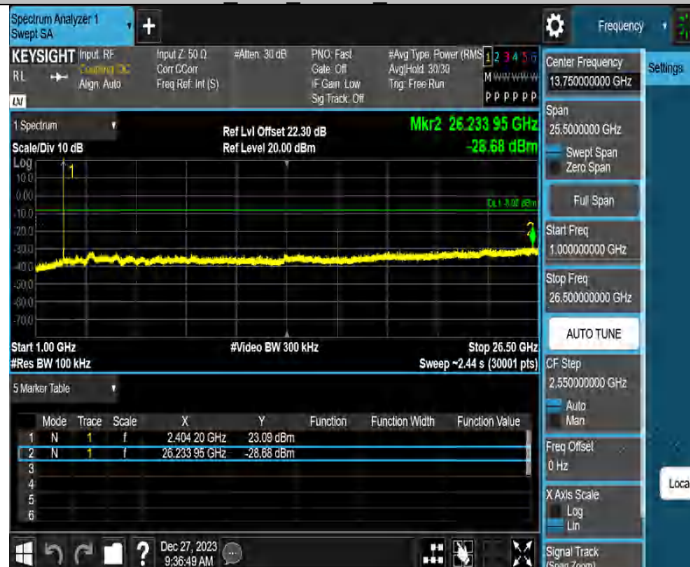 Spectrum Analyzer 1
Swept SA
+
Frequency
KEYSIGHT
RL
Input: RF
Coupling: DC
Align: Auto
Input Z: 50 Ω
Corr CCorr
Freq Ref: Int (S)
#Atten: 30 dB
PNO: Fast
Gate: Off
IF Gain: Low
Sig Track: Off
#Avg Type: Power (RMS
Avg|Hold: 30/30
Trig: Free Run
1 2 3 4 5 6
M w w w w w
P P P P P P
LXI
1 Spectrum
Scale/Div 10 dB
Ref Lvl Offset 22.30 dB
Ref Level 20.00 dBm
Mkr2 26.233 95 GHz
-28.68 dBm
Log
10.0
0.00
-10.0
-20.0
-30.0
-40.0
-50.0
-60.0
-70.0
1
2
Start 1.00 GHz
#Res BW 100 kHz
#Video BW 300 kHz
Stop 26.50 GHz
Sweep ~2.44 s (30001 pts)
5 Marker Table
Mode Trace Scale X Y Function Function Width Function Value
1 N 1 f 2.404 20 GHz 23.09 dBm
2 N 1 f 26.233 95 GHz -28.68 dBm
3
4
5
6
?
Dec 27, 2023
9:36:49 AM
Center Frequency
13.750000000 GHz
Settings
Span
25.5000000 GHz
Swept Span
Zero Span
Full Span
Start Freq
1.000000000 GHz
Stop Freq
26.500000000 GHz
AUTO TUNE
CF Step
2.550000000 GHz
Auto
Man
Freq Offset
0 Hz
Loca
X Axis Scale
Log
Lin
Signal Track
(Span Zoom)